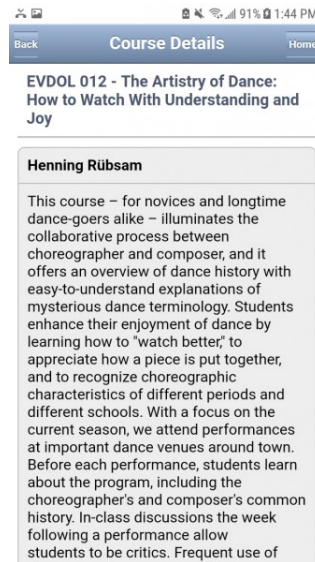 91% 1:44 PM
Back Course Details Home
EVDOL 012 - The Artistry of Dance:
How to Watch With Understanding and
Joy
Henning Rübsam
This course – for novices and longtime
dance-goers alike – illuminates the
collaborative process between
choreographer and composer, and it
offers an overview of dance history with
easy-to-understand explanations of
mysterious dance terminology. Students
enhance their enjoyment of dance by
learning how to "watch better," to
appreciate how a piece is put together,
and to recognize choreographic
characteristics of different periods and
different schools. With a focus on the
current season, we attend performances
at important dance venues around town.
Before each performance, students learn
about the program, including the
choreographer's and composer's common
history. In-class discussions the week
following a performance allow
students to be critics. Frequent use of